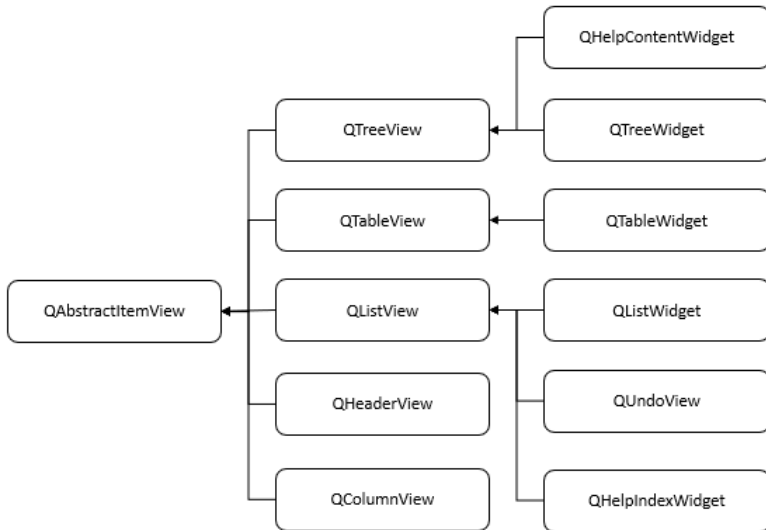 QHelpContentWidget
QTreeView
QTreeWidget
QTableView
QTableWidget
QAbstractItemView
QListView
QListWidget
QHeaderView
QUndoView
QColumnView
QHelpIndexWidget